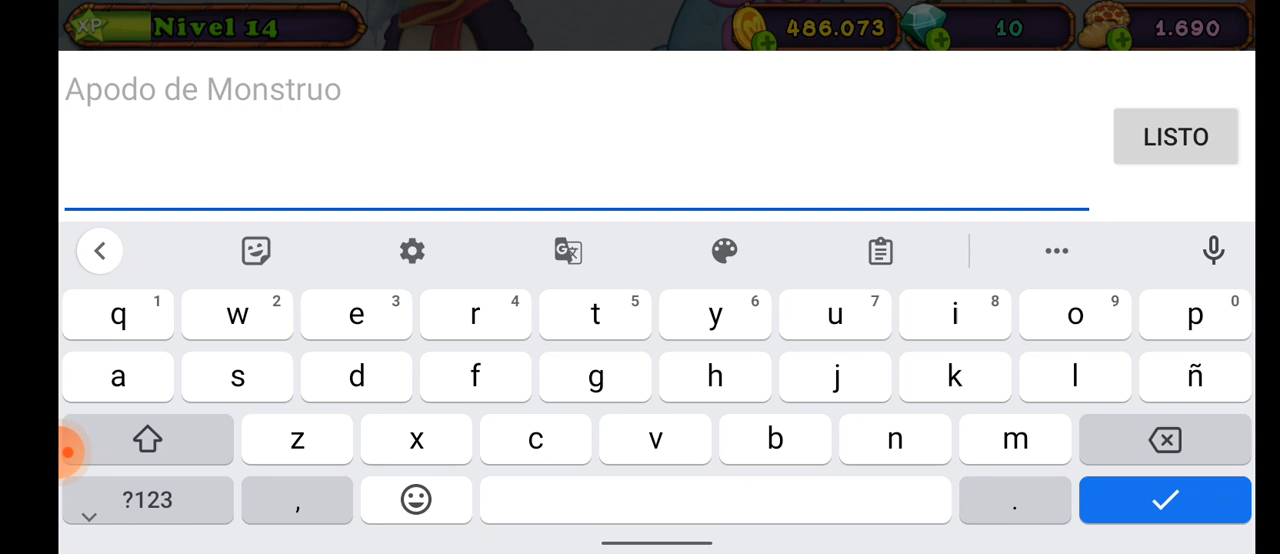 XP Nivel 14 486.073 10 1.690
Apodo de Monstruo
LISTO
q 1 w 2 e 3 r 4 t 5 y 6 u 7 i 8 o 9 p 0
a s d f g h j k l ñ
z x c v b n m
?123 , .